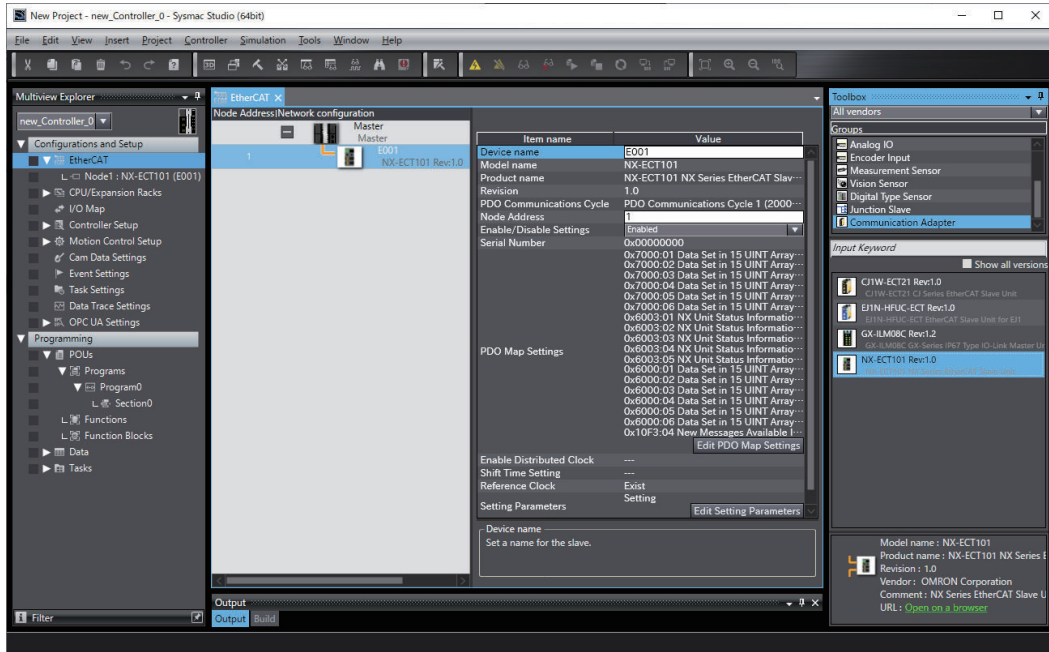 New Project - new_Controller_0 - Sysmac Studio (64bit)
File Edit View Insert Project Controller Simulation Tools Window Help
Multiview Explorer
new_Controller_0
Configurations and Setup
EtherCAT
Node1 : NX-ECT101 (E001)
CPU/Expansion Racks
I/O Map
Controller Setup
Motion Control Setup
Cam Data Settings
Event Settings
Task Settings
Data Trace Settings
OPC UA Settings
Programming
POUs
Programs
Program0
Section0
Functions
Function Blocks
Data
Tasks
Filter
EtherCAT
Node Address|Network configuration
Master
Master
1
E001
NX-ECT101 Rev:1.0
Item name Value
Device name E001
Model name NX-ECT101
Product name NX-ECT101 NX Series EtherCAT Slav···
Revision 1.0
PDO Communications Cycle PDO Communications Cycle 1 (2000···
Node Address 1
Enable/Disable Settings Enabled
Serial Number 0x00000000
PDO Map Settings
0x7000:01 Data Set in 15 UINT Array···
0x7000:02 Data Set in 15 UINT Array···
0x7000:03 Data Set in 15 UINT Array···
0x7000:04 Data Set in 15 UINT Array···
0x7000:05 Data Set in 15 UINT Array···
0x7000:06 Data Set in 15 UINT Array···
0x6003:01 NX Unit Status Informatio···
0x6003:02 NX Unit Status Informatio···
0x6003:03 NX Unit Status Informatio···
0x6003:04 NX Unit Status Informatio···
0x6003:05 NX Unit Status Informatio···
0x6000:01 Data Set in 15 UINT Array···
0x6000:02 Data Set in 15 UINT Array···
0x6000:03 Data Set in 15 UINT Array···
0x6000:04 Data Set in 15 UINT Array···
0x6000:05 Data Set in 15 UINT Array···
0x6000:06 Data Set in 15 UINT Array···
0x10F3:04 New Messages Available I···
Edit PDO Map Settings
Enable Distributed Clock ---
Shift Time Setting ---
Reference Clock Exist
Setting Parameters Setting
Edit Setting Parameters
Device name
Set a name for the slave.
Output
Output Build
Toolbox
All vendors
Groups
Analog IO
Encoder Input
Measurement Sensor
Vision Sensor
Digital Type Sensor
Junction Slave
Communication Adapter
Input Keyword
Show all versions
CJ1W-ECT21 Rev:1.0
CJ1W-ECT21 CJ Series EtherCAT Slave Unit
EJ1N-HFUC-ECT Rev:1.0
EJ1N-HFUC-ECT EtherCAT Slave Unit for EJ1
GX-ILM08C Rev:1.2
GX-ILM08C GX-Series IP67 Type IO-Link Master Ur
NX-ECT101 Rev:1.0
NX-ECT101 NX Series EtherCAT Slave Unit
Model name : NX-ECT101
Product name : NX-ECT101 NX Series E
Revision : 1.0
Vendor : OMRON Corporation
Comment : NX Series EtherCAT Slave U
URL : Open on a browser